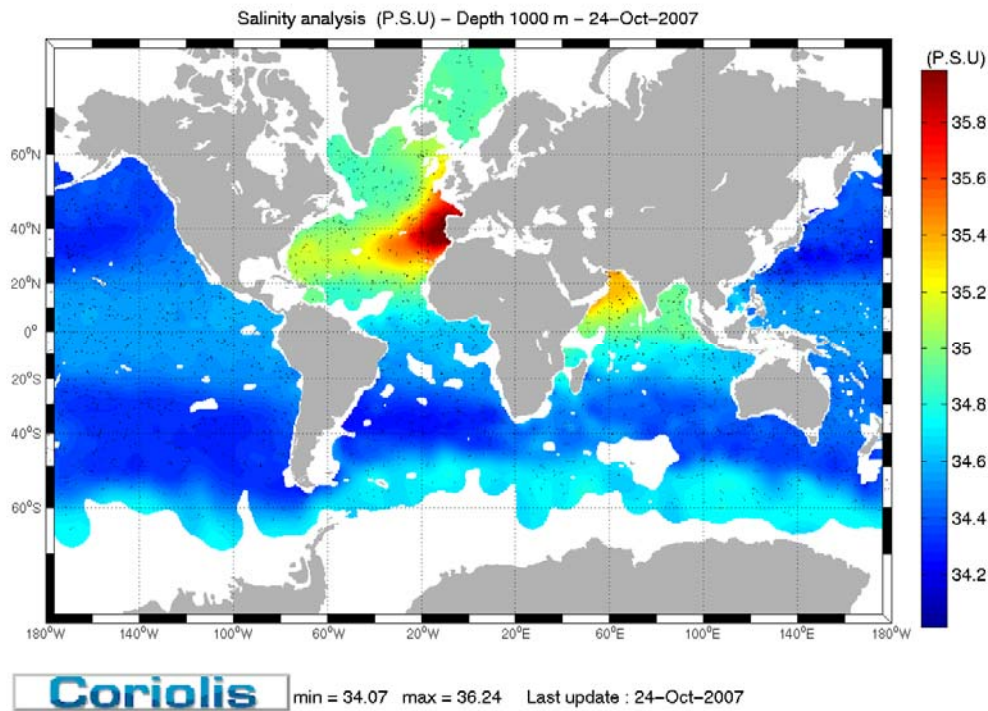 Salinity analysis (P.S.U) – Depth 1000 m – 24–Oct–2007
(P.S.U)
35.8
35.6
35.4
35.2
35
34.8
34.6
34.4
34.2
60°N
40°N
20°N
0°
20°S
40°S
60°S
180°W 140°W 100°W 60°W 20°W 20°E 60°E 100°E 140°E 180°W
Coriolis min = 34.07 max = 36.24 Last update : 24–Oct–2007